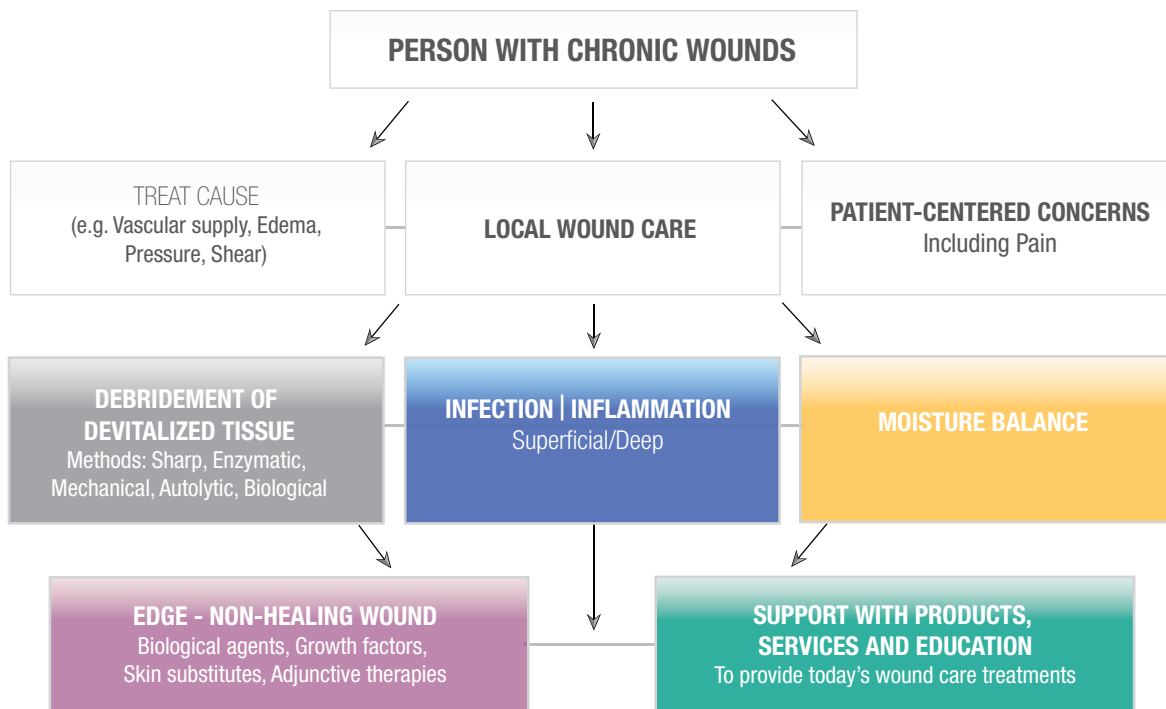 PERSON WITH CHRONIC WOUNDS
TREAT CAUSE
(e.g. Vascular supply, Edema,
Pressure, Shear)
LOCAL WOUND CARE
PATIENT-CENTERED CONCERNS
Including Pain
DEBRIDEMENT OF
DEVITALIZED TISSUE
Methods: Sharp, Enzymatic,
Mechanical, Autolytic, Biological
INFECTION | INFLAMMATION
Superficial/Deep
MOISTURE BALANCE
EDGE - NON-HEALING WOUND
Biological agents, Growth factors,
Skin substitutes, Adjunctive therapies
SUPPORT WITH PRODUCTS,
SERVICES AND EDUCATION
To provide today's wound care treatments